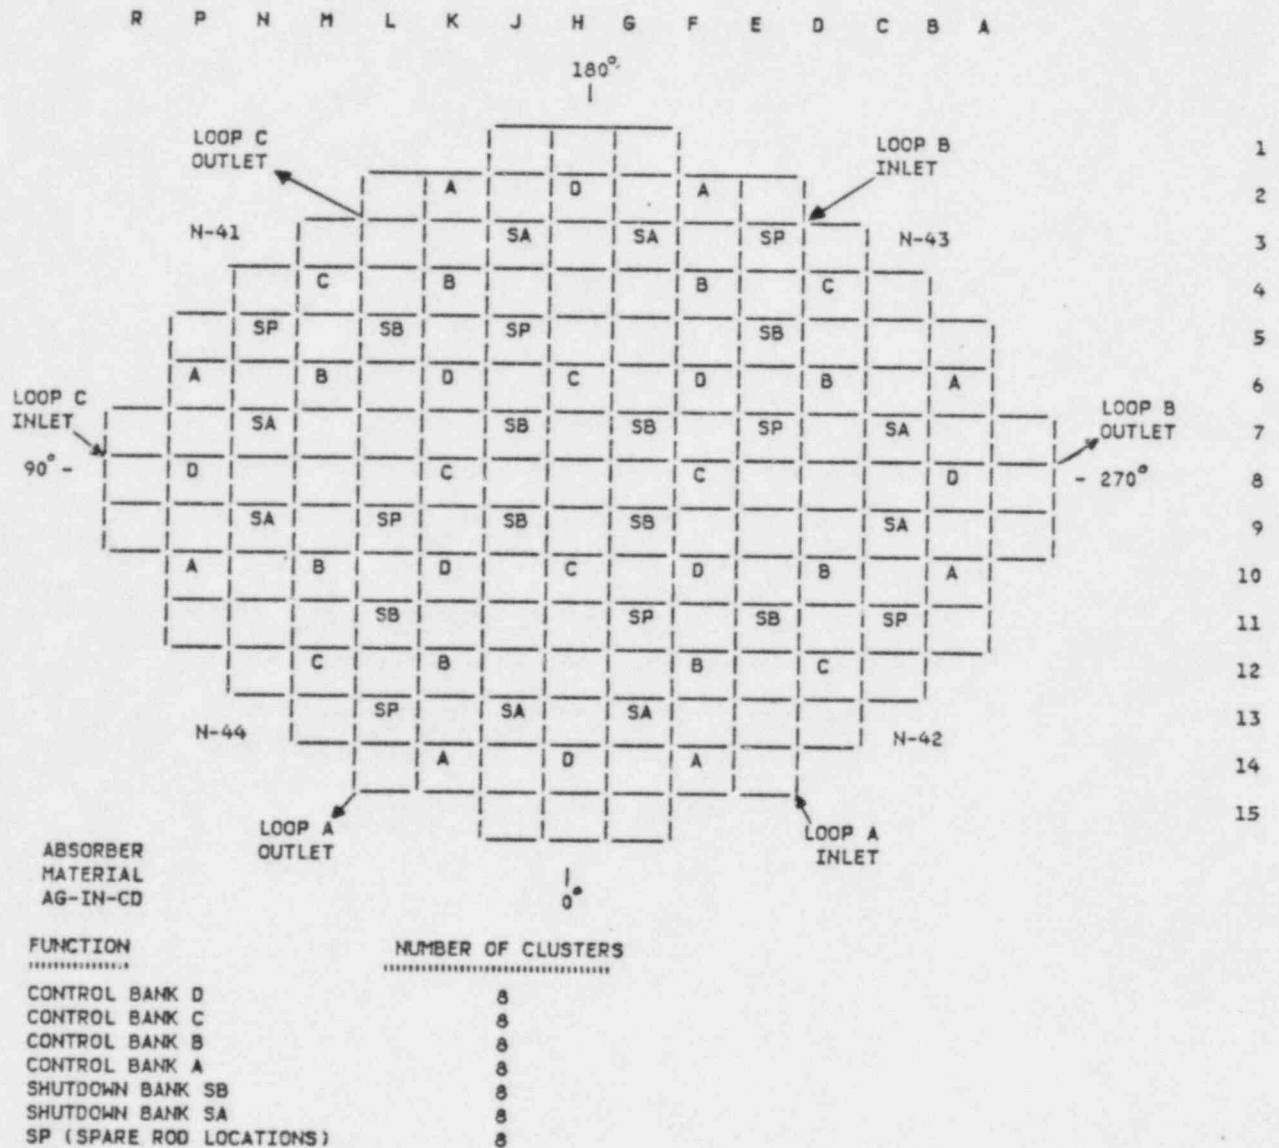 R P N M L K J H G F E D C B A
180°
LOOP C
OUTLET
LOOP B
INLET
1
A D A 2
N-41 SA SA SP N-43 3
C B B C 4
SP SB SP SB 5
A B D C D B A 6
LOOP C
INLET
LOOP B
OUTLET
SA SB SB SP SA 7
90° - D C C D - 270° 8
SA SP SB SB SA 9
A B D C D B A 10
SB SP SB SP 11
C B B C 12
N-44 SP SA SA N-42 13
A D A 14
15
LOOP A
OUTLET
LOOP A
INLET
0°
ABSORBER
MATERIAL
AG-IN-CD
FUNCTION NUMBER OF CLUSTERS
CONTROL BANK D 8
CONTROL BANK C 8
CONTROL BANK B 8
CONTROL BANK A 8
SHUTDOWN BANK SB 8
SHUTDOWN BANK SA 8
SP (SPARE ROD LOCATIONS) 8